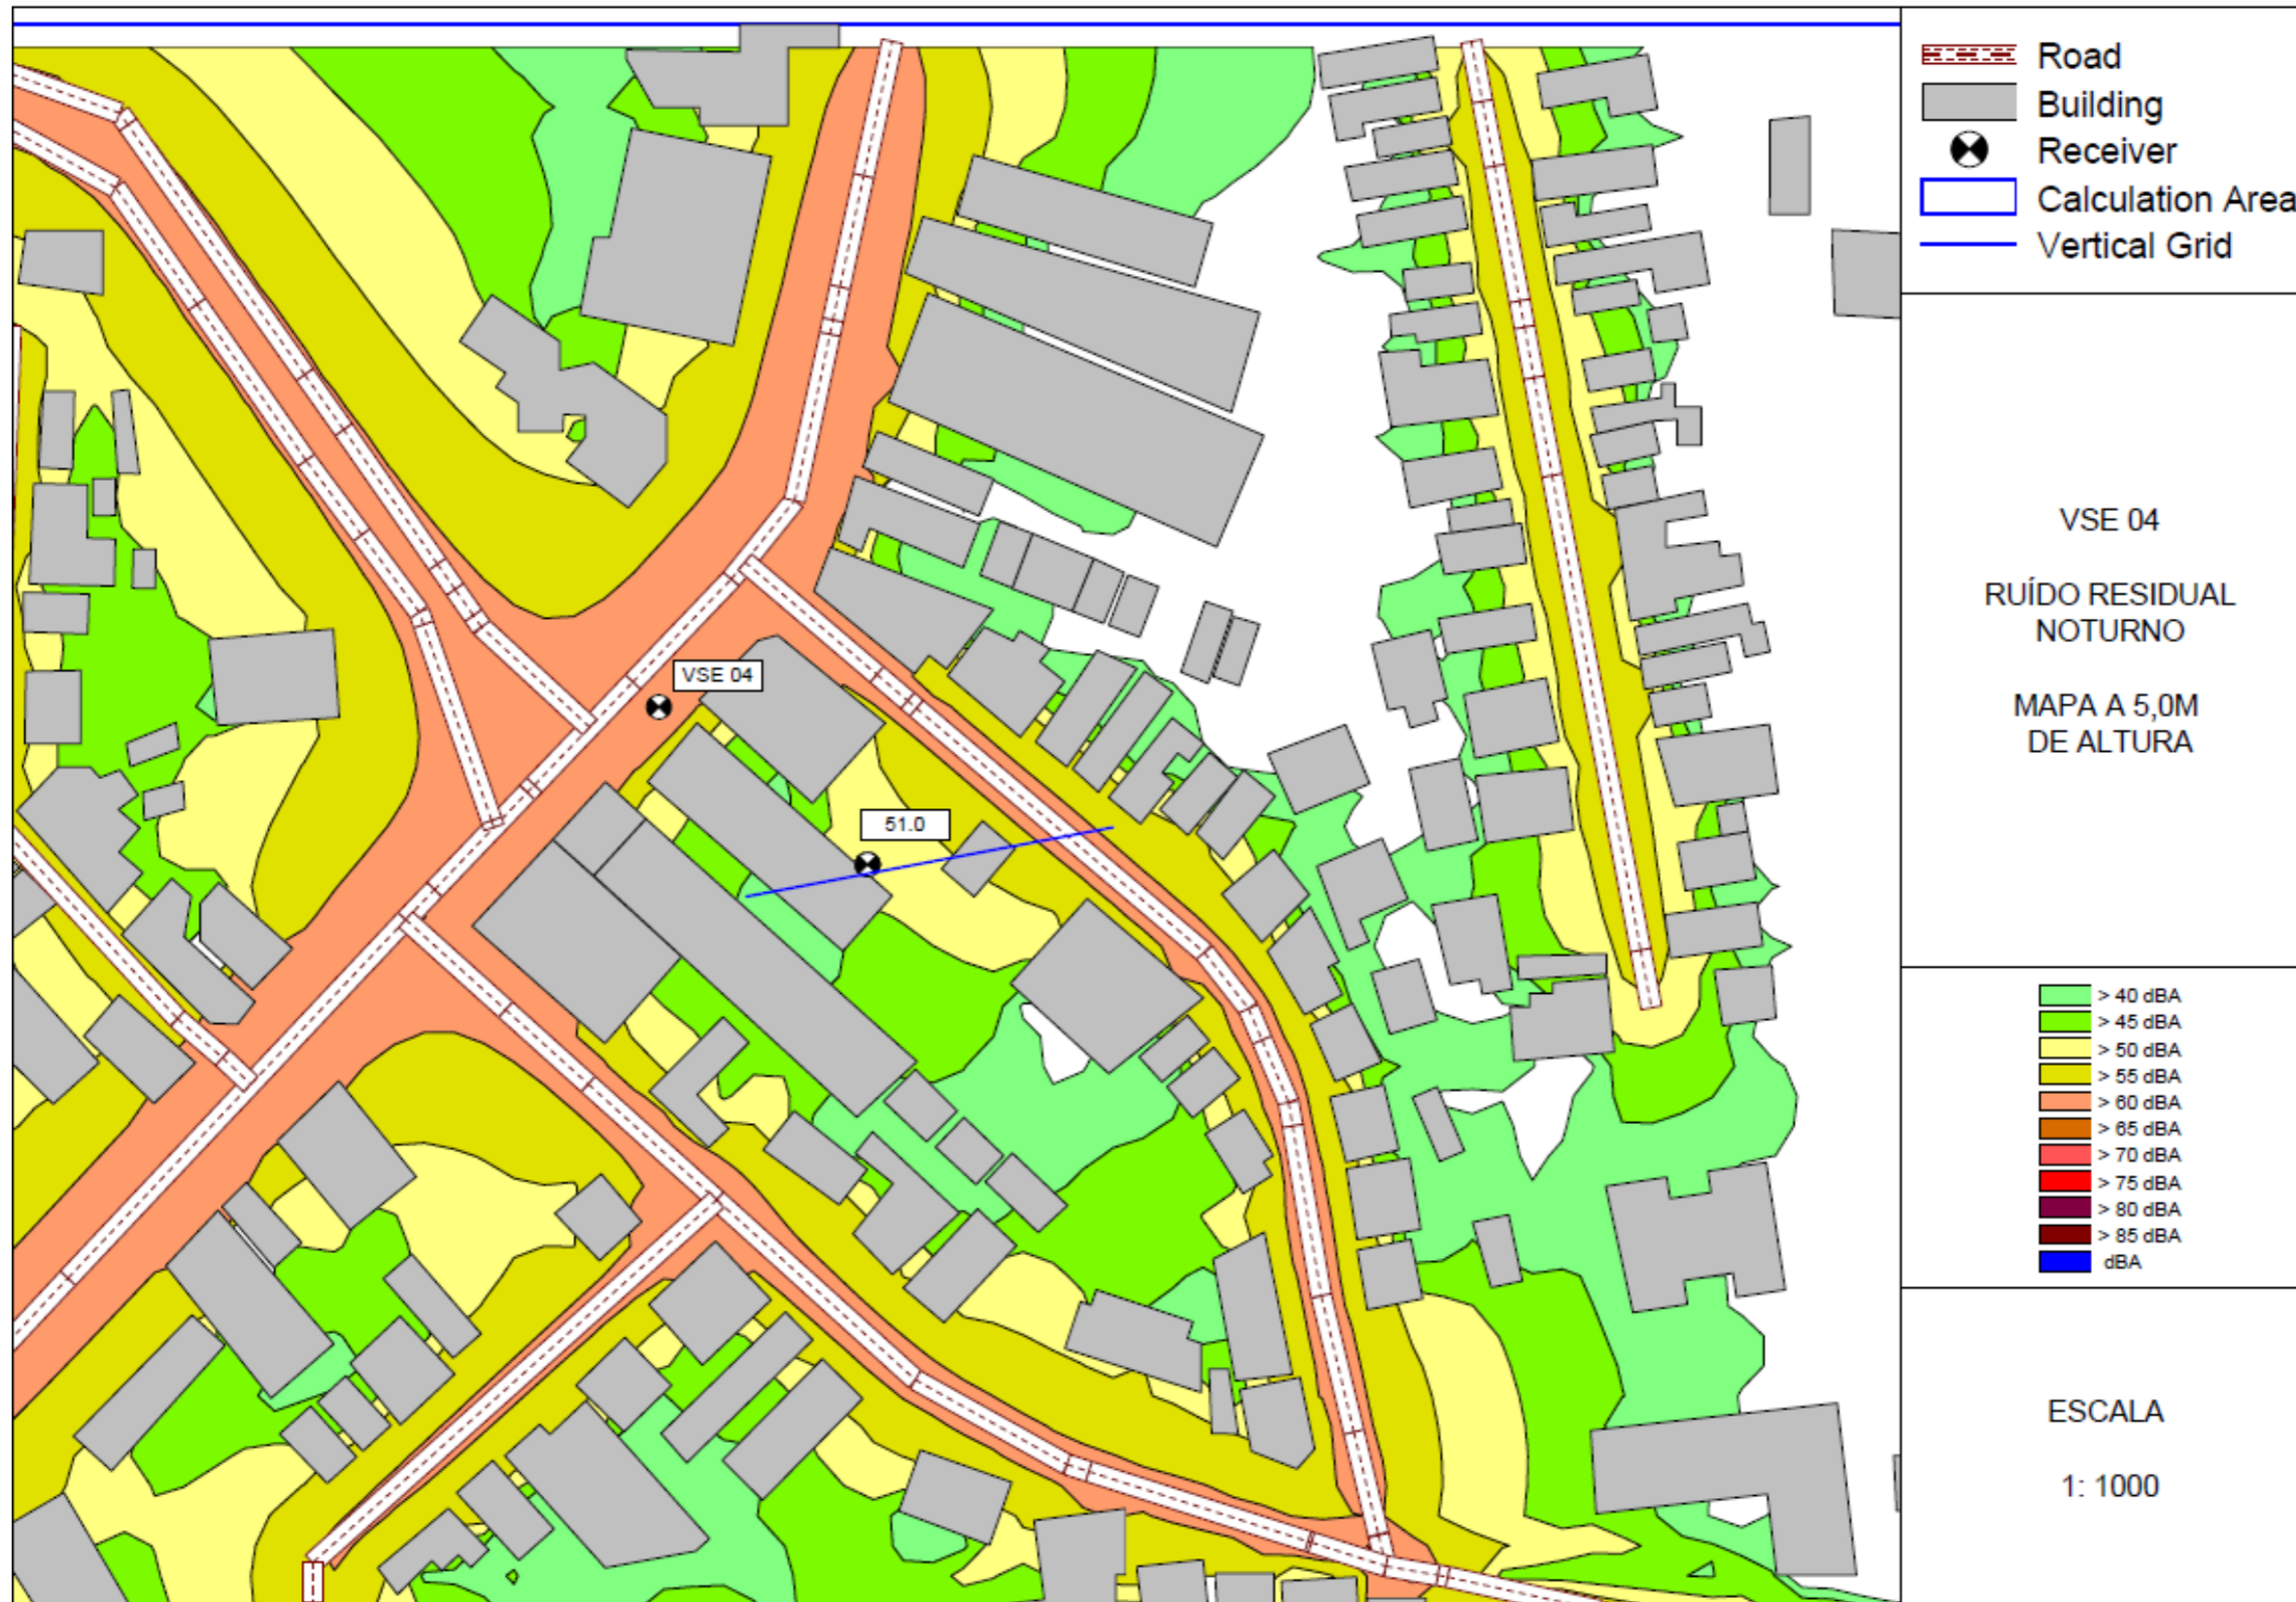 Road
Building
Receiver
Calculation Area
Vertical Grid
VSE 04
RUÍDO RESIDUAL
NOTURNO
MAPA A 5,0M
DE ALTURA
VSE 04
51.0
> 40 dBA
> 45 dBA
> 50 dBA
> 55 dBA
> 60 dBA
> 65 dBA
> 70 dBA
> 75 dBA
> 80 dBA
> 85 dBA
dBA
ESCALA
1: 1000